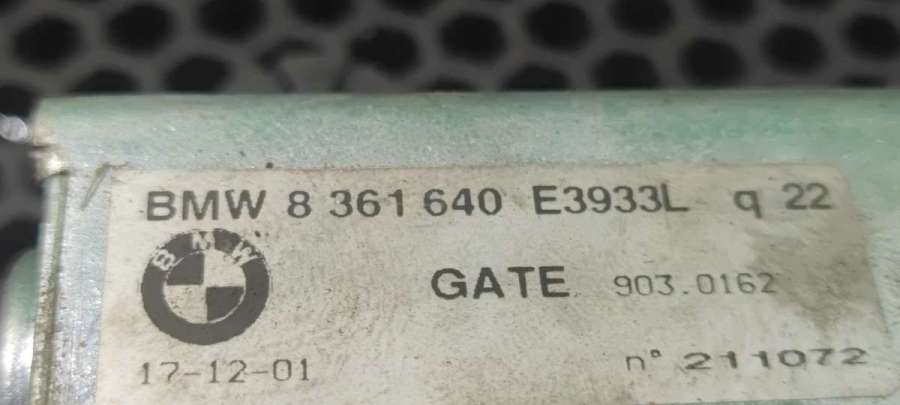 BMW 8 361 640 E3933L q 22
BMW
GATE 903.0162
17-12-01 n° 211072